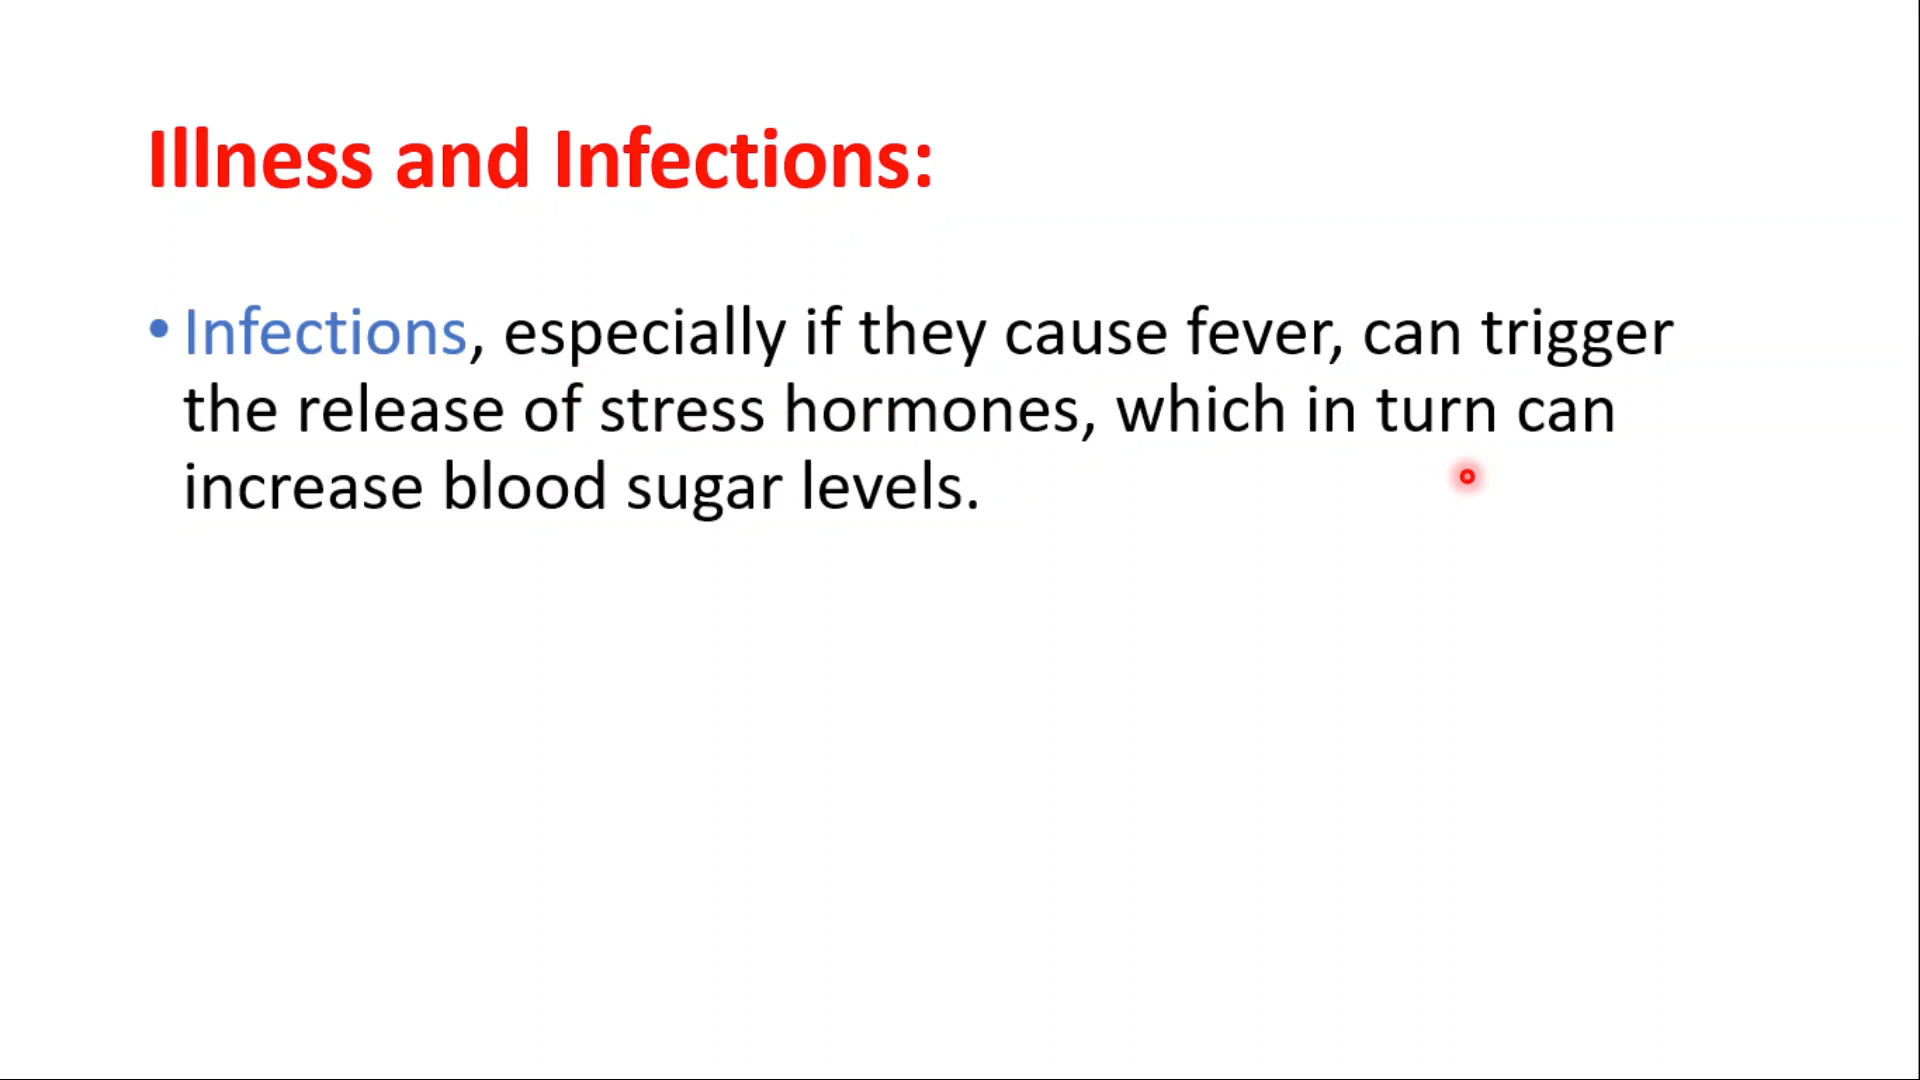 Illness and Infections:
• Infections, especially if they cause fever, can trigger
the release of stress hormones, which in turn can
increase blood sugar levels.